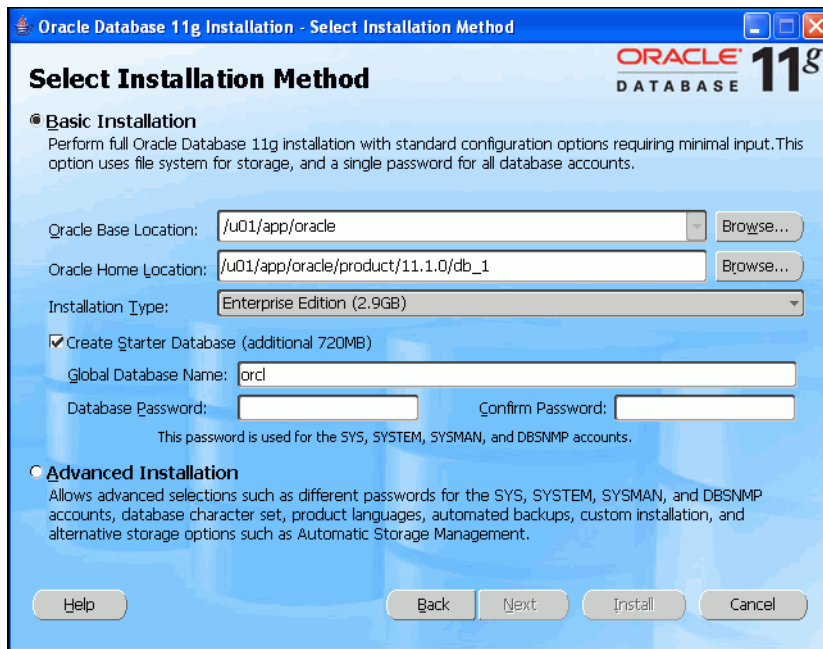 Oracle Database 11g Installation - Select Installation Method
Select Installation Method
ORACLE
DATABASE
11g
Basic Installation
Perform full Oracle Database 11g installation with standard configuration options requiring minimal input.This
option uses file system for storage, and a single password for all database accounts.
Oracle Base Location: /u01/app/oracle Browse...
Oracle Home Location: /u01/app/oracle/product/11.1.0/db_1 Browse...
Installation Type: Enterprise Edition (2.9GB)
Create Starter Database (additional 720MB)
Global Database Name: orcl
Database Password: Confirm Password:
This password is used for the SYS, SYSTEM, SYSMAN, and DBSNMP accounts.
Advanced Installation
Allows advanced selections such as different passwords for the SYS, SYSTEM, SYSMAN, and DBSNMP
accounts, database character set, product languages, automated backups, custom installation, and
alternative storage options such as Automatic Storage Management.
Help Back Next Install Cancel